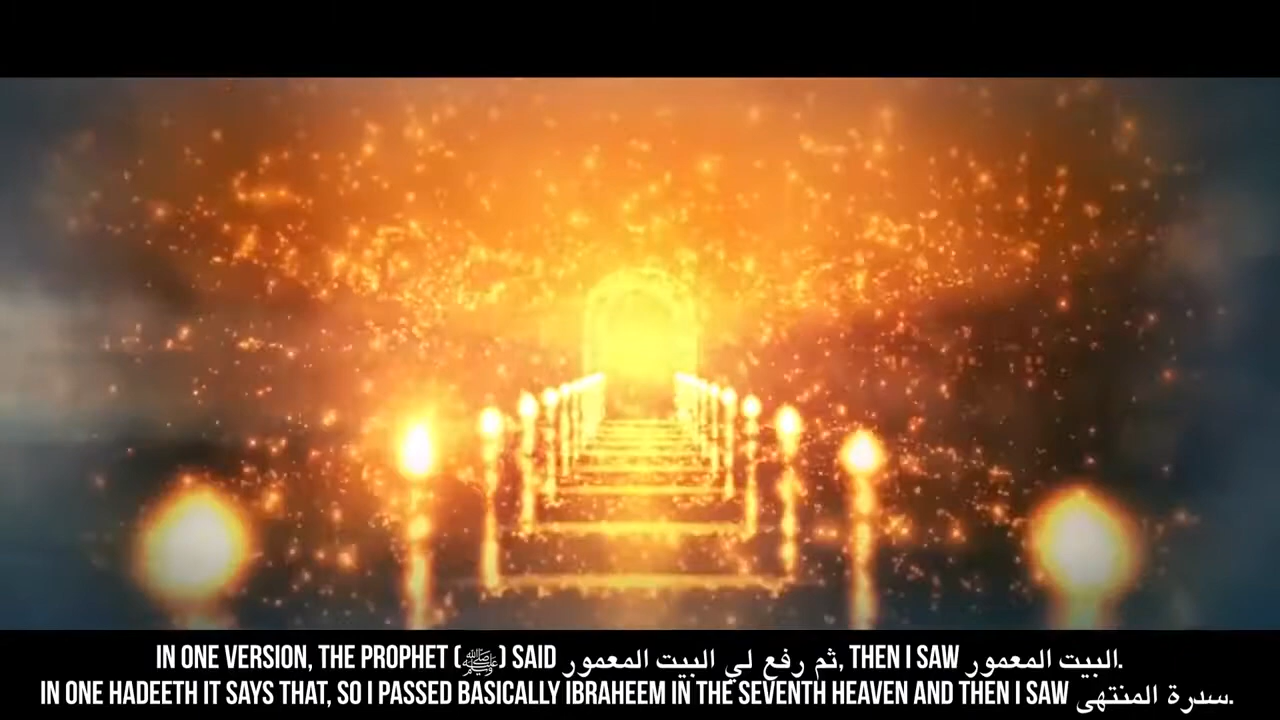 IN ONE VERSION, THE PROPHET (ﷺ) SAID ثم رفع لي البيت المعمور, THEN I SAW البيت المعمور.
IN ONE HADEETH IT SAYS THAT, SO I PASSED BASICALLY IBRAHEEM IN THE SEVENTH HEAVEN AND THEN I SAW سدرة المنتهى.